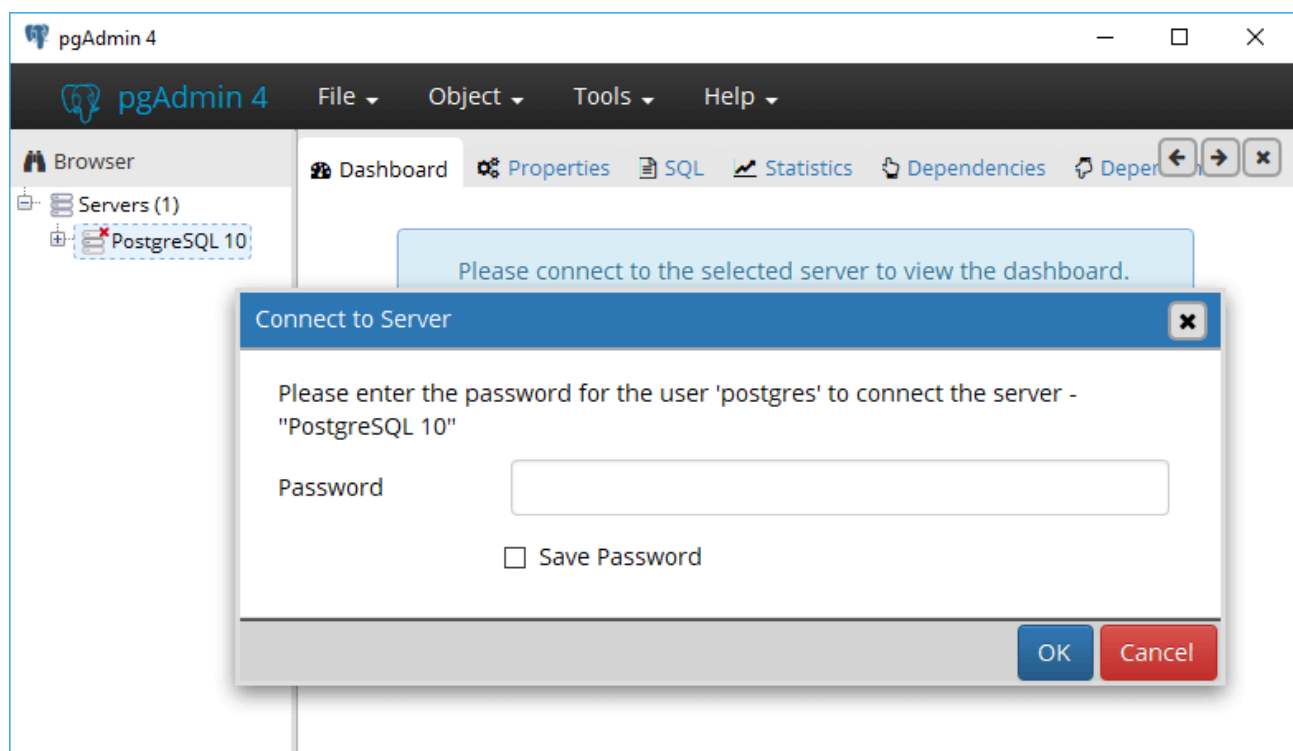 pgAdmin 4
pgAdmin 4 File Object Tools Help
Browser
Dashboard Properties SQL Statistics Dependencies
Servers (1)
PostgreSQL 10
Please connect to the selected server to view the dashboard.
Connect to Server
Please enter the password for the user 'postgres' to connect the server -
"PostgreSQL 10"
Password
Save Password
OK Cancel